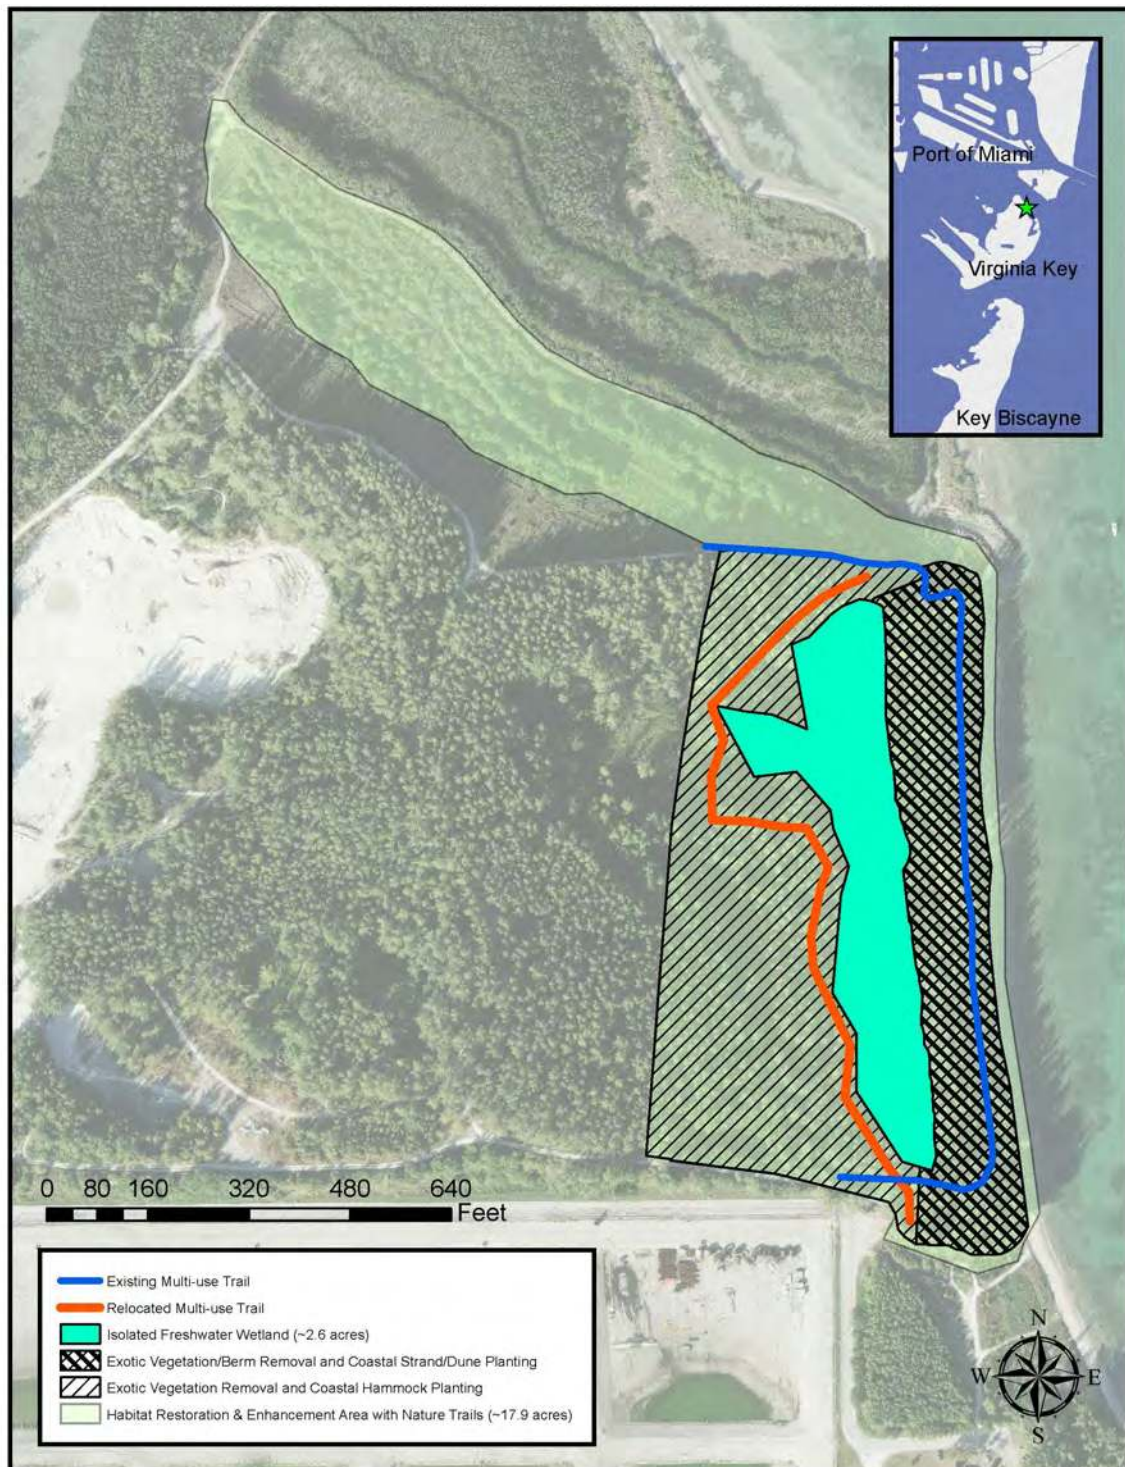 Port of Miami
Virginia Key
Key Biscayne
0 80 160 320 480 640
Feet
Existing Multi-use Trail
Relocated Multi-use Trail
Isolated Freshwater Wetland (~2.6 acres)
Exotic Vegetation/Berm Removal and Coastal Strand/Dune Planting
Exotic Vegetation Removal and Coastal Hammock Planting
Habitat Restoration & Enhancement Area with Nature Trails (~17.9 acres)
N
W E
S